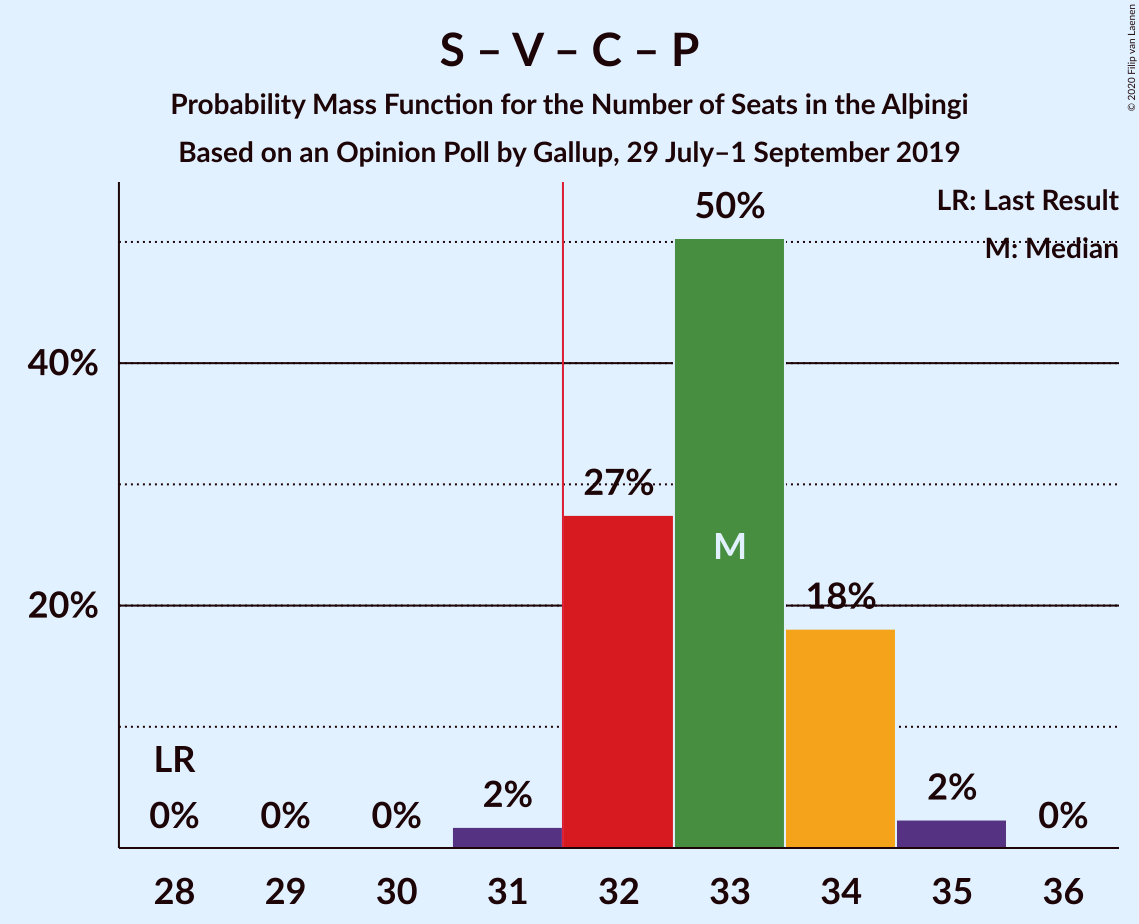 S – V – C – P
Probability Mass Function for the Number of Seats in the Alþingi
Based on an Opinion Poll by Gallup, 29 July–1 September 2019
© 2020 Filip van Laenen
LR: Last Result
M: Median
50%
40%
27%
M
20%
18%
LR
0%
0%
0%
2%
2%
0%
28
29
30
31
32
33
34
35
36